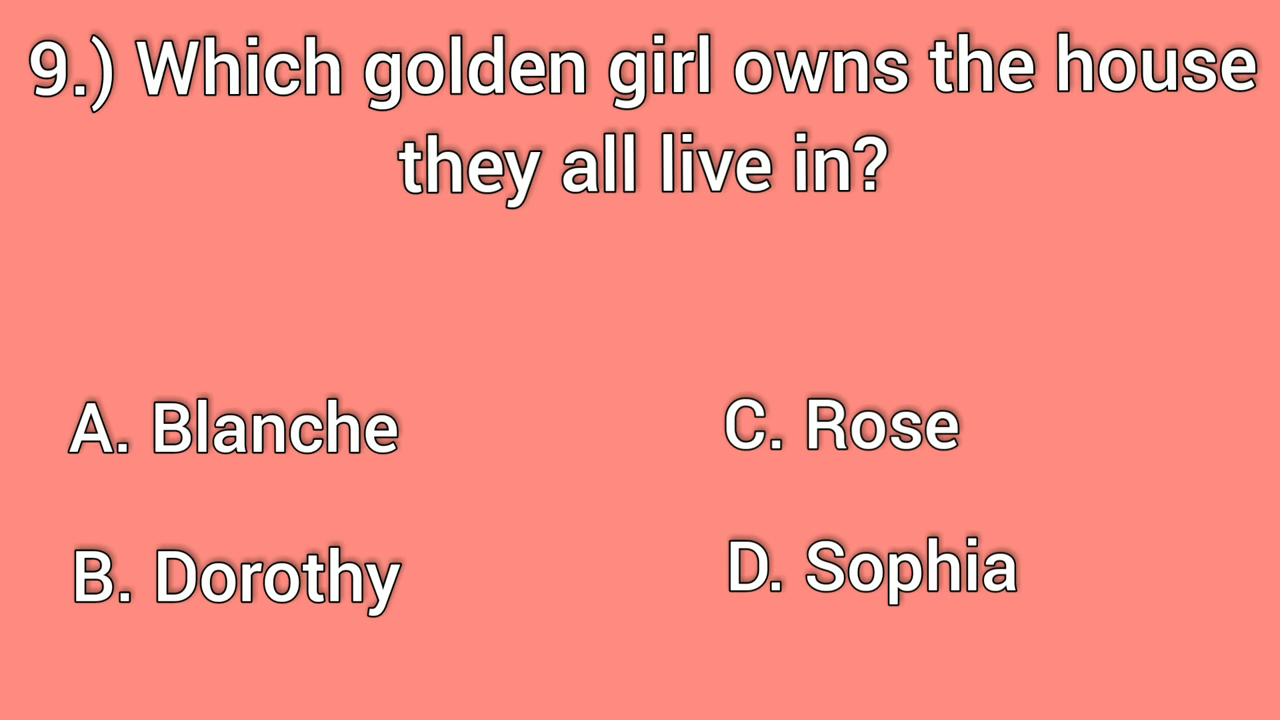 9.) Which golden girl owns the house
they all live in?
A. Blanche
B. Dorothy
C. Rose
D. Sophia